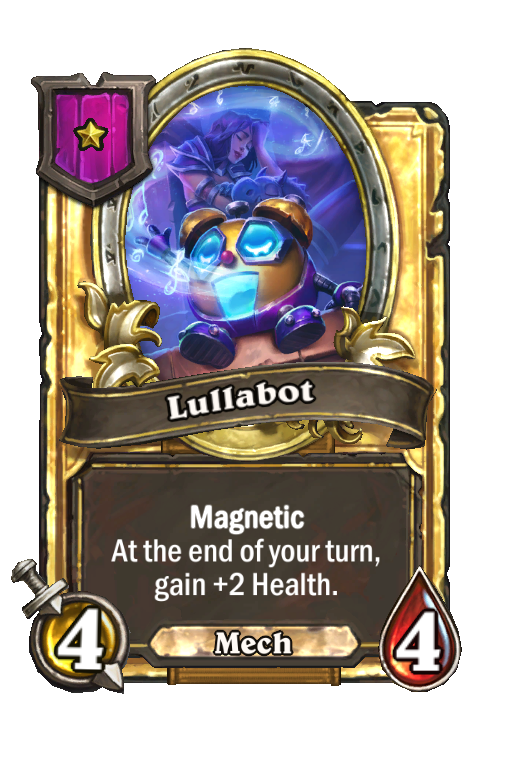 Lullabot
Magnetic
At the end of your turn,
gain +2 Health.
4
Mech
4